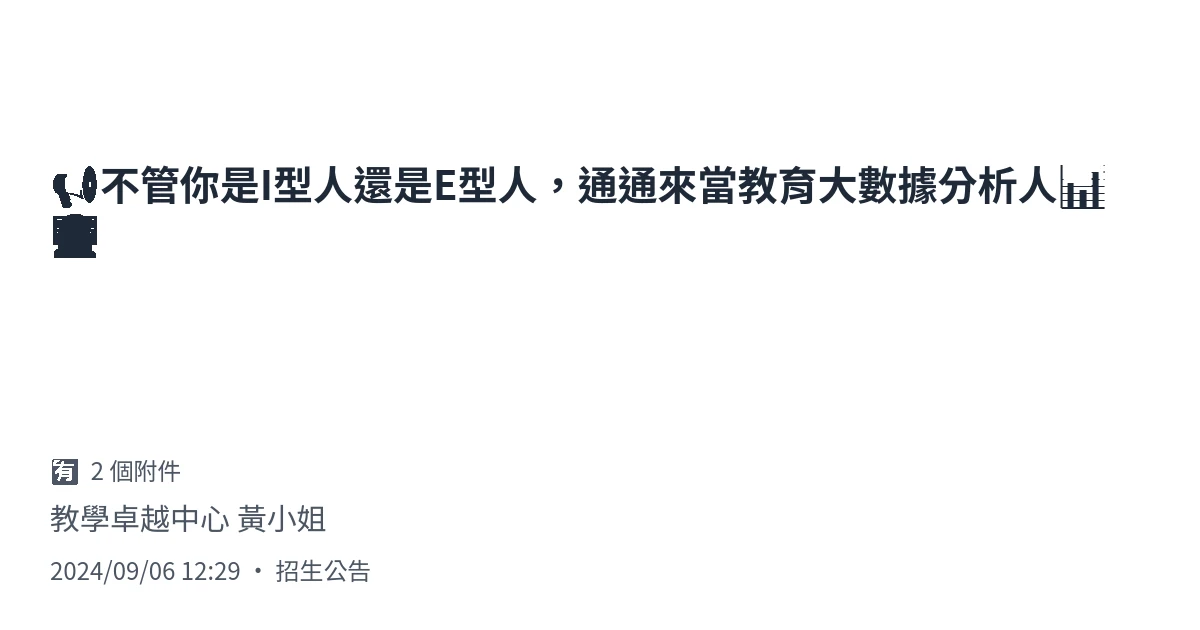 📢不管你是I型人還是E型人，通通來當教育大數據分析人📊
🈶 2 個附件
教學卓越中心 黃小姐
2024/09/06 12:29 ・ 招生公告